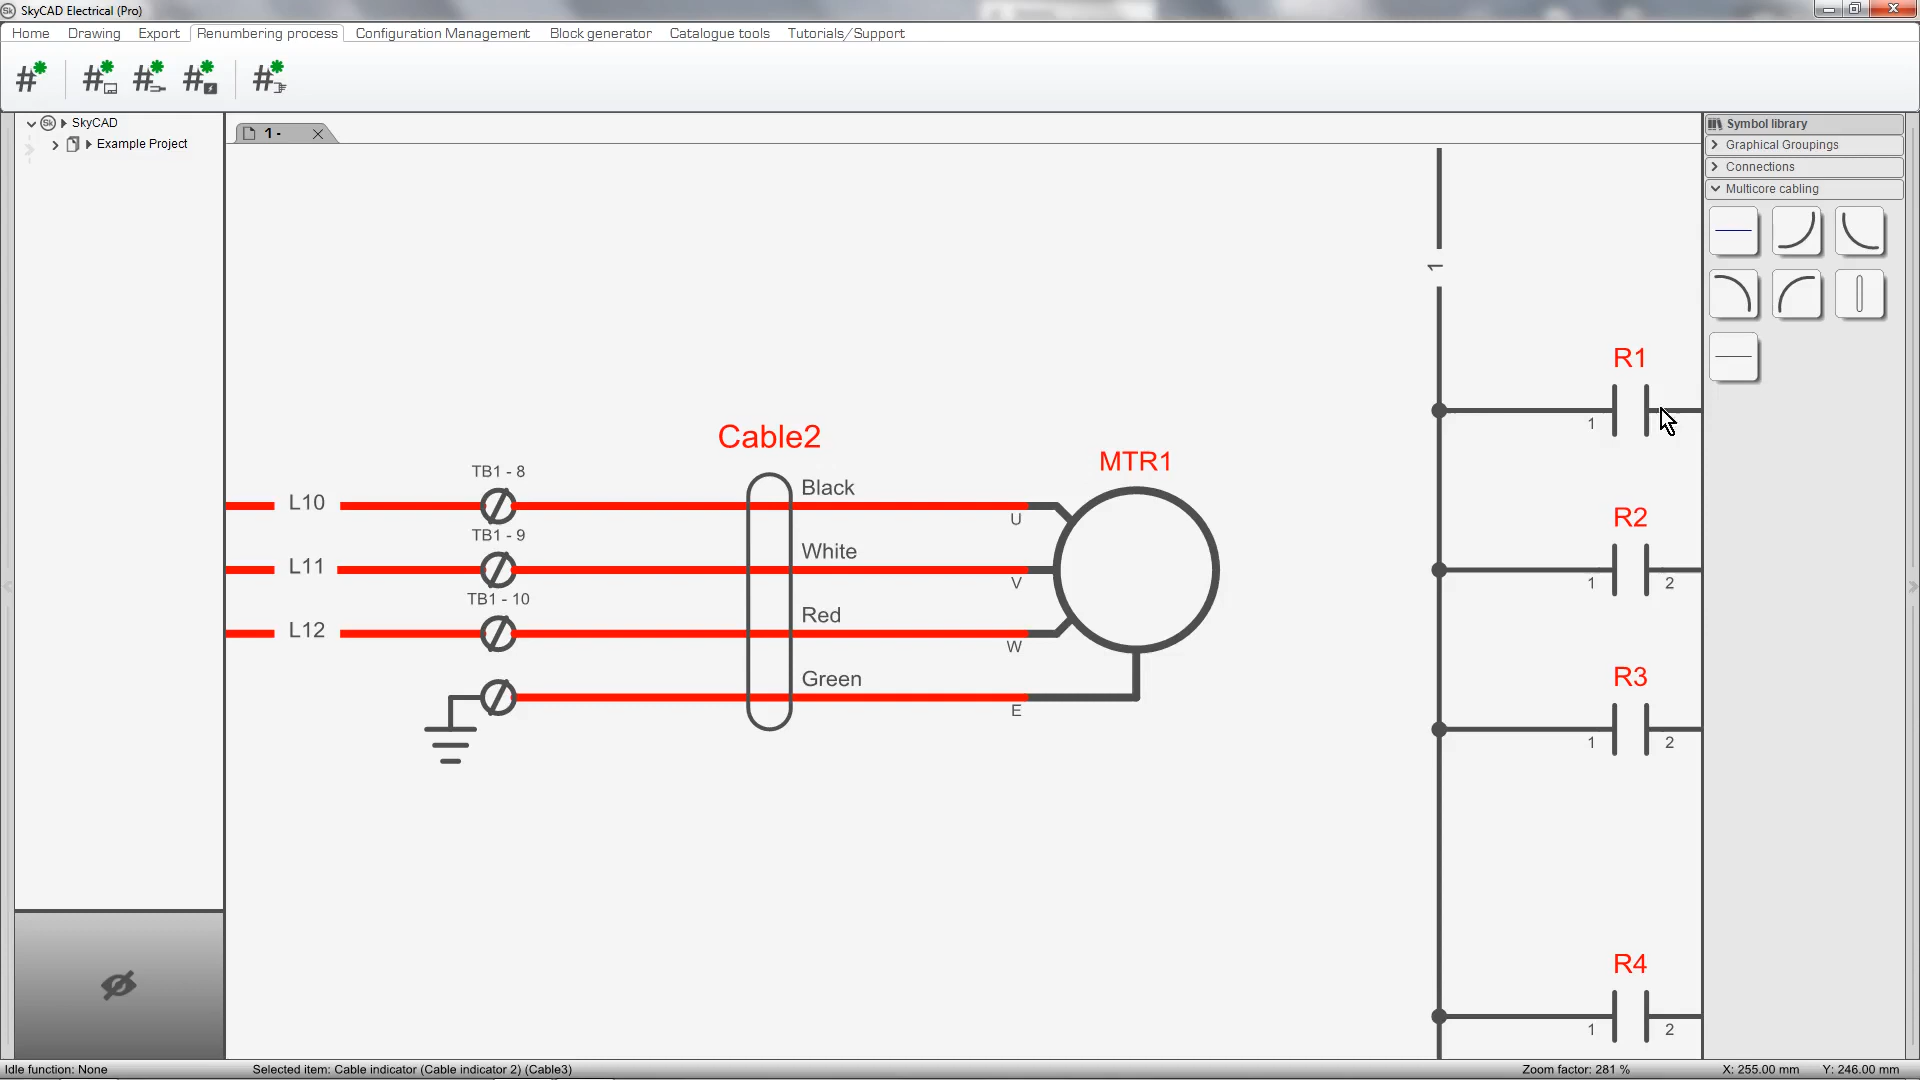 SkyCAD Electrical (Pro)
Home Drawing Export Renumbering process Configuration Management Block generator Catalogue tools Tutorials/Support
SkyCAD
Example Project
1 -
Symbol library
Graphical Groupings
Connections
Multicore cabling
1
R1
1
R2
1 2
R3
1 2
R4
1 2
Cable2
MTR1
TB1 - 8
Black
L10
U
TB1 - 9
White
L11
V
TB1 - 10
Red
L12
W
Green
E
Idle function: None
Selected item: Cable indicator (Cable indicator 2) (Cable3)
Zoom factor: 281 %
X: 255.00 mm
Y: 246.00 mm